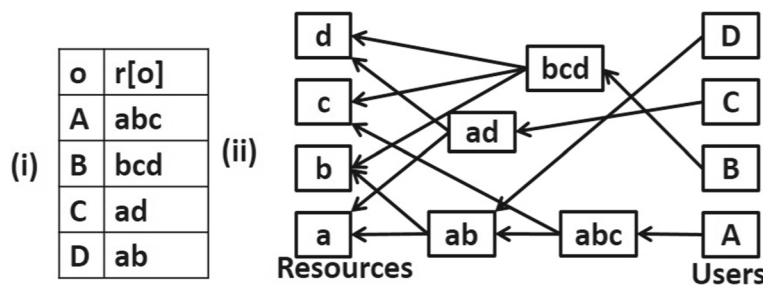 (i)
o r[o]
A abc
B bcd
C ad
D ab
(ii)
d
c
b
a
Resources
bcd
ad
ab
abc
D
C
B
A
Users